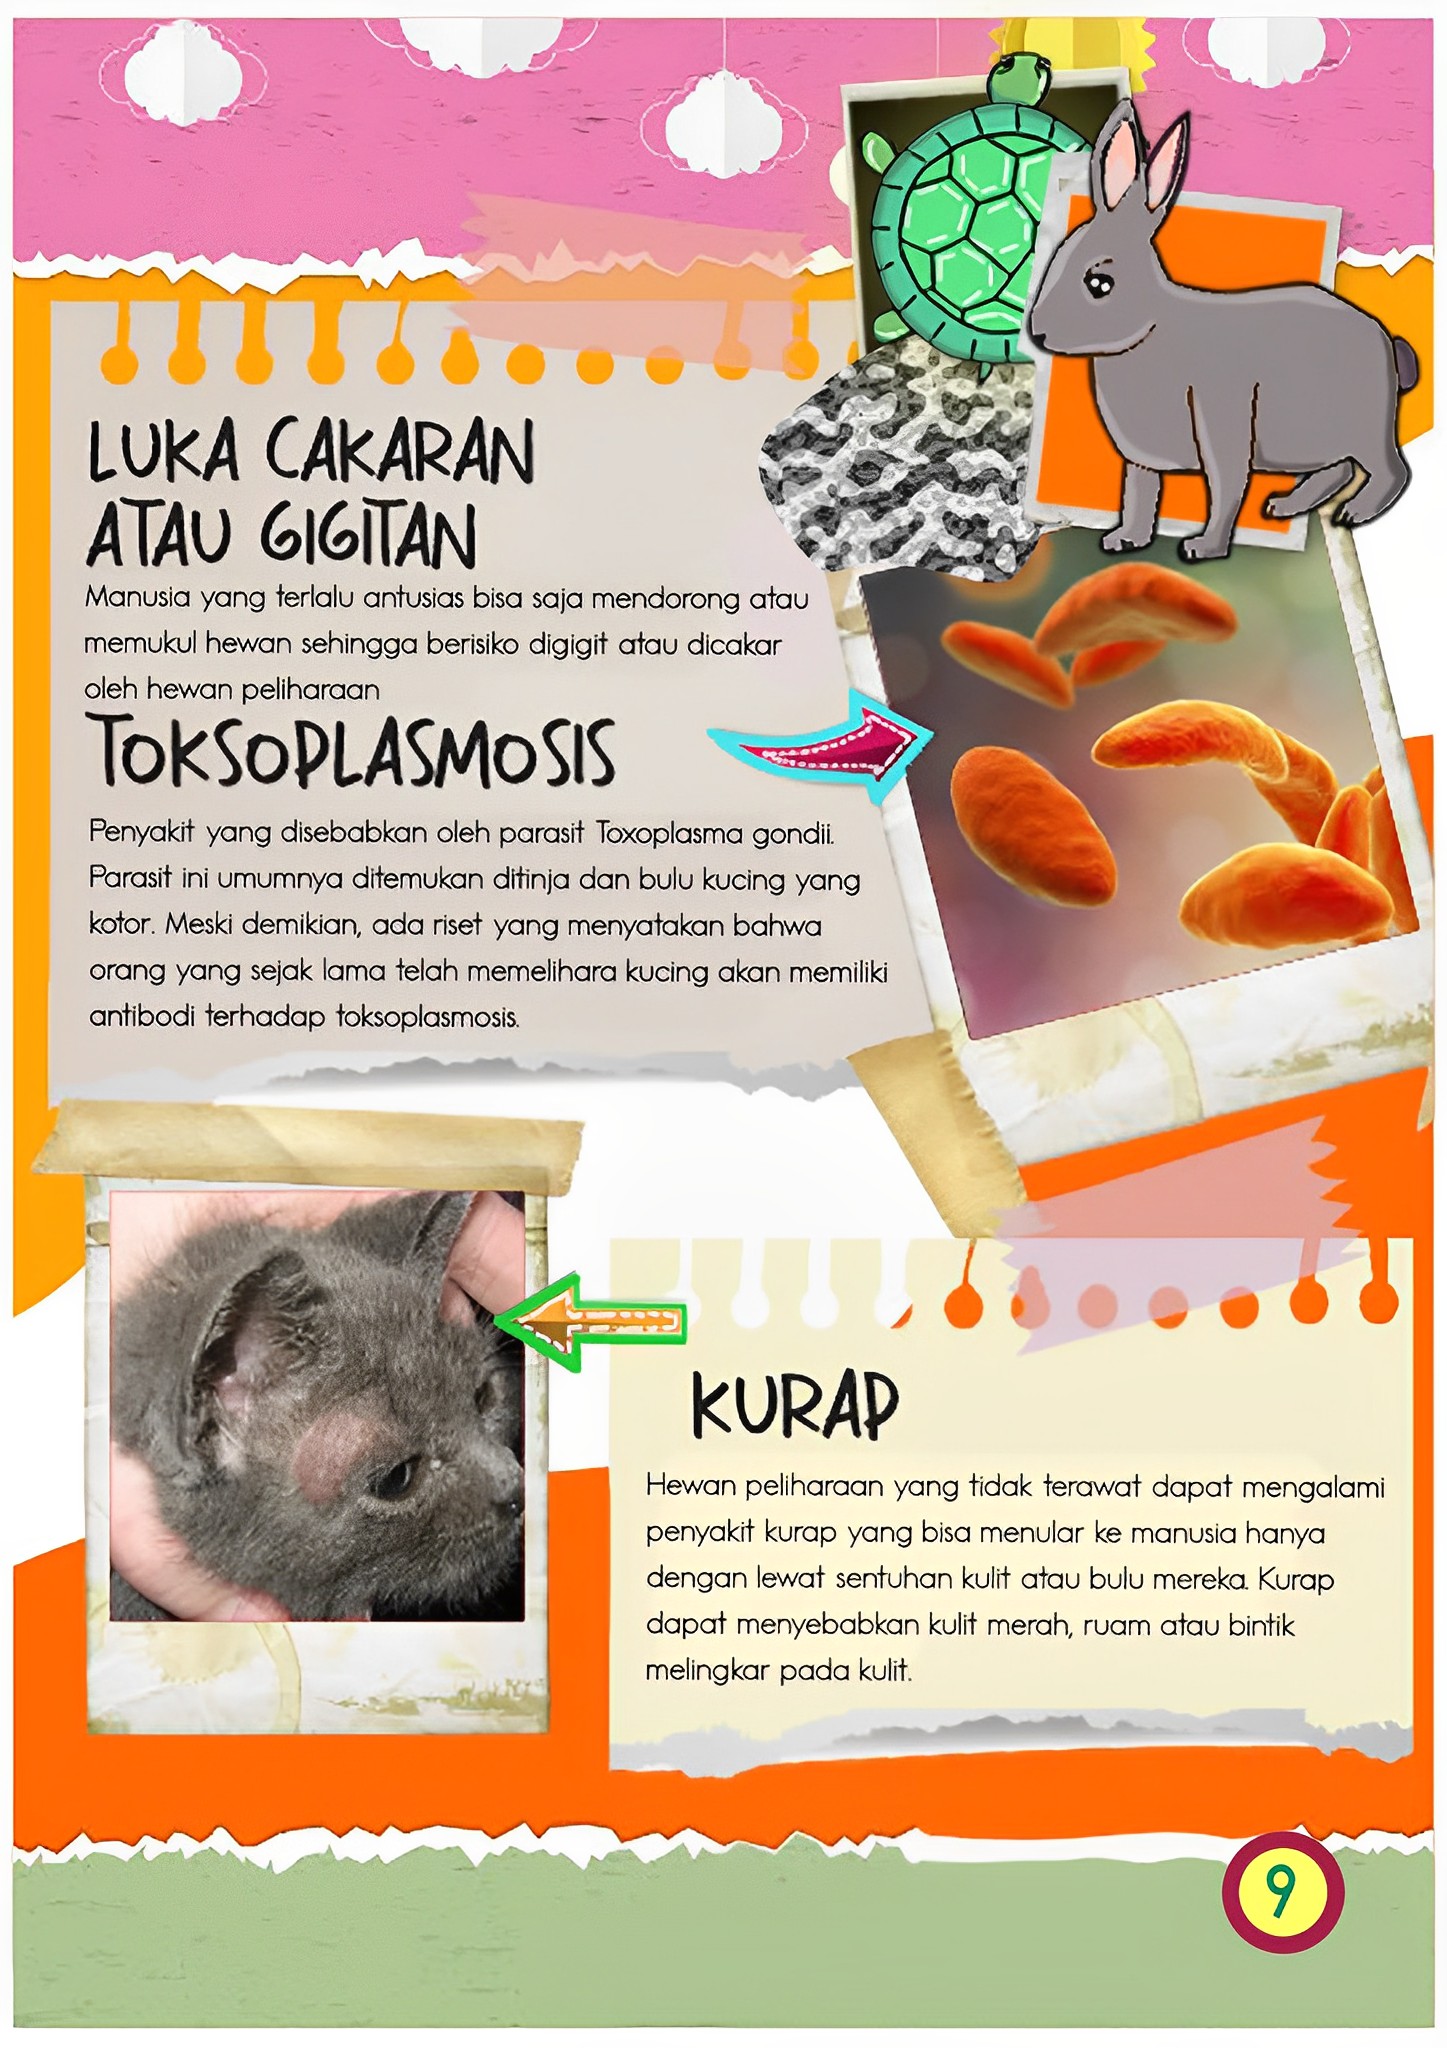 LUKA CAKARAN
ATAU GIGITAN
Manusia yang terlalu antusias bisa saja mendorong atau
memukul hewan sehingga berisiko digigit atau dicakar
oleh hewan peliharaan
TOKSOPLASMOSIS
Penyakit yang disebabkan oleh parasit Toxoplasma gondii.
Parasit ini umumnya ditemukan ditinja dan bulu kucing yang
kotor. Meski demikian, ada riset yang menyatakan bahwa
orang yang sejak lama telah memelihara kucing akan memiliki
antibodi terhadap toksoplasmosis.
KURAP
Hewan peliharaan yang tidak terawat dapat mengalami
penyakit kurap yang bisa menular ke manusia hanya
dengan lewat sentuhan kulit atau bulu mereka. Kurap
dapat menyebabkan kulit merah, ruam atau bintik
melingkar pada kulit.
9